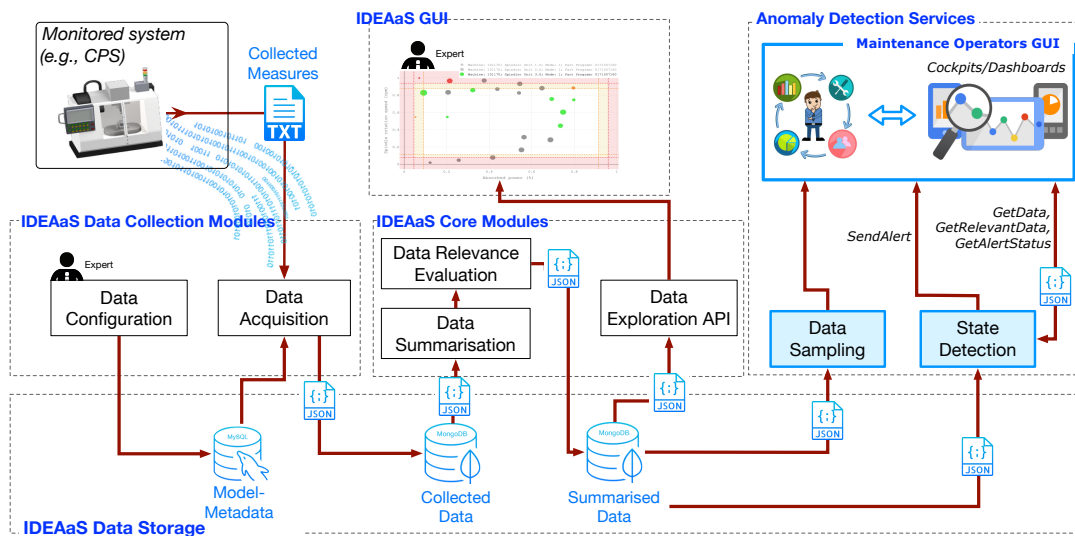 Monitored system
(e.g., CPS)
Collected
Measures
TXT
IDEAaS GUI
Expert
Absorbed power (%)
Anomaly Detection Services
Maintenance Operators GUI
Cockpits/Dashboards
IDEAaS Data Collection Modules
Expert
Data
Configuration
Data
Acquisition
IDEAaS Core Modules
Data Relevance
Evaluation
{;}
JSON
Data
Summarisation
Data
Exploration API
SendAlert
GetData,
GetRelevantData,
GetAlertStatus
{;}
JSON
Data
Sampling
State
Detection
{;}
JSON
{;}
JSON
{;}
JSON
{;}
JSON
{;}
JSON
MySQL
Model-
Metadata
MongoDB
Collected
Data
MongoDB
Summarised
Data
IDEAaS Data Storage